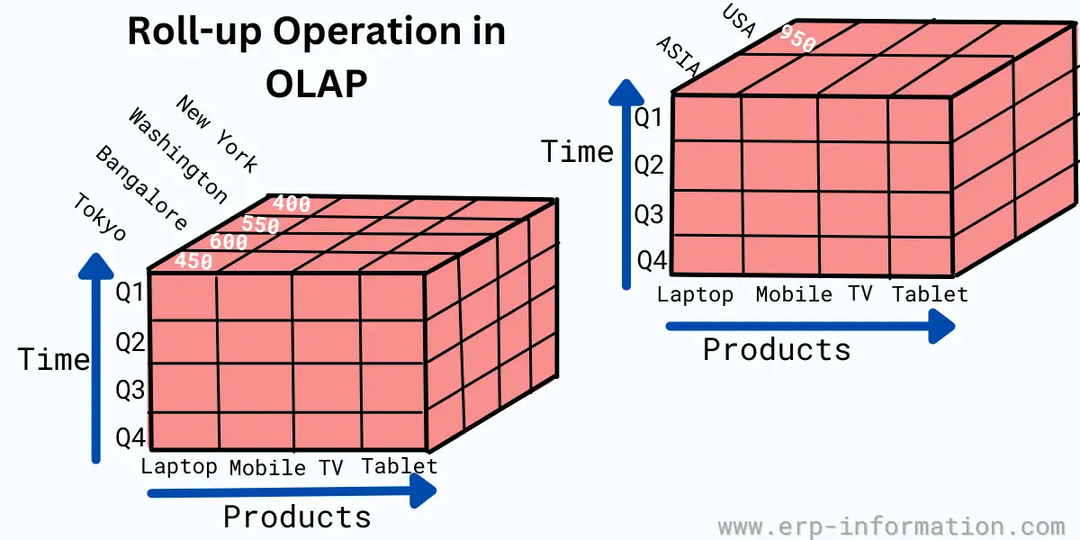 Roll-up Operation in
OLAP
New York
Washington
Bangalore
Tokyo
400
550
600
450
Time
Q1
Q2
Q3
Q4
Laptop Mobile TV Tablet
Products
USA
ASIA
950
Time
Q1
Q2
Q3
Q4
Laptop Mobile TV Tablet
Products
www.erp-information.com